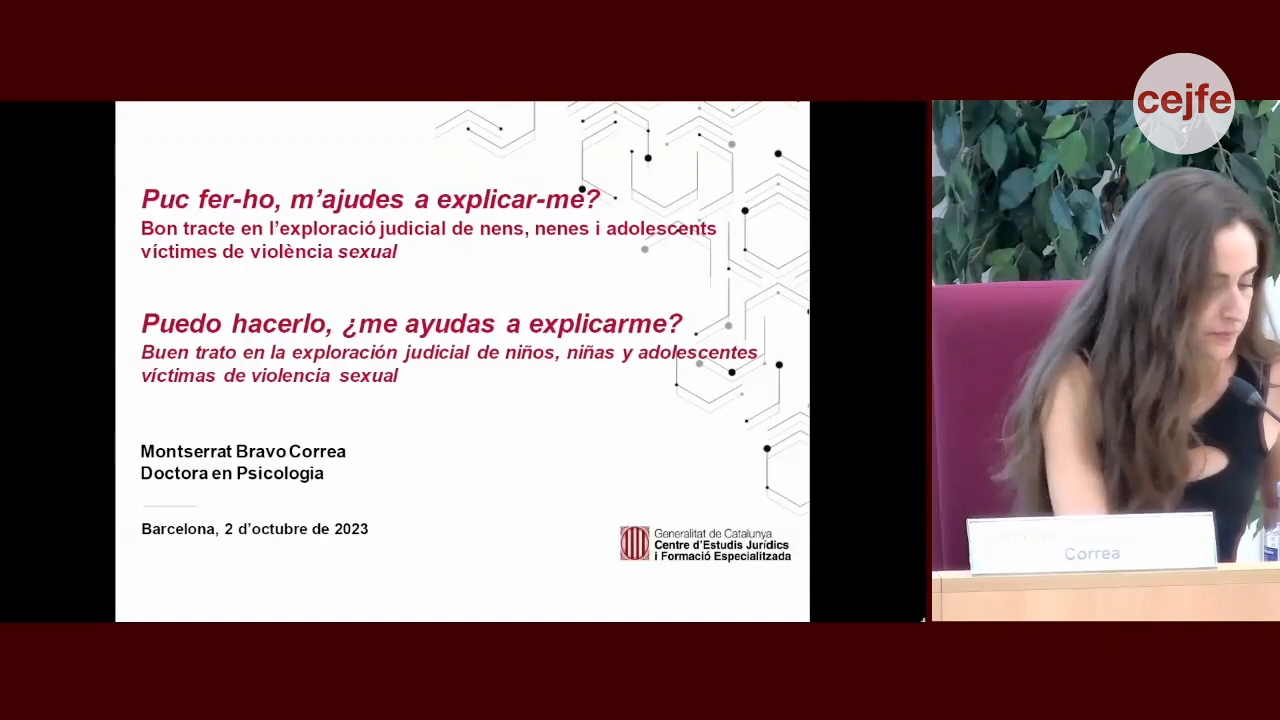 cejfe
Puc fer-ho, m’ajudes a explicar-me?
Bon tracte en l’exploració judicial de nens, nenes i adolescents
víctimes de violència sexual
Puedo hacerlo, ¿me ayudas a explicarme?
Buen trato en la exploración judicial de niños, niñas y adolescentes
víctimas de violencia sexual
Montserrat Bravo Correa
Doctora en Psicologia
Barcelona, 2 d’octubre de 2023
Generalitat de Catalunya
Centre d’Estudis Jurídics
i Formació Especialitzada
Correa